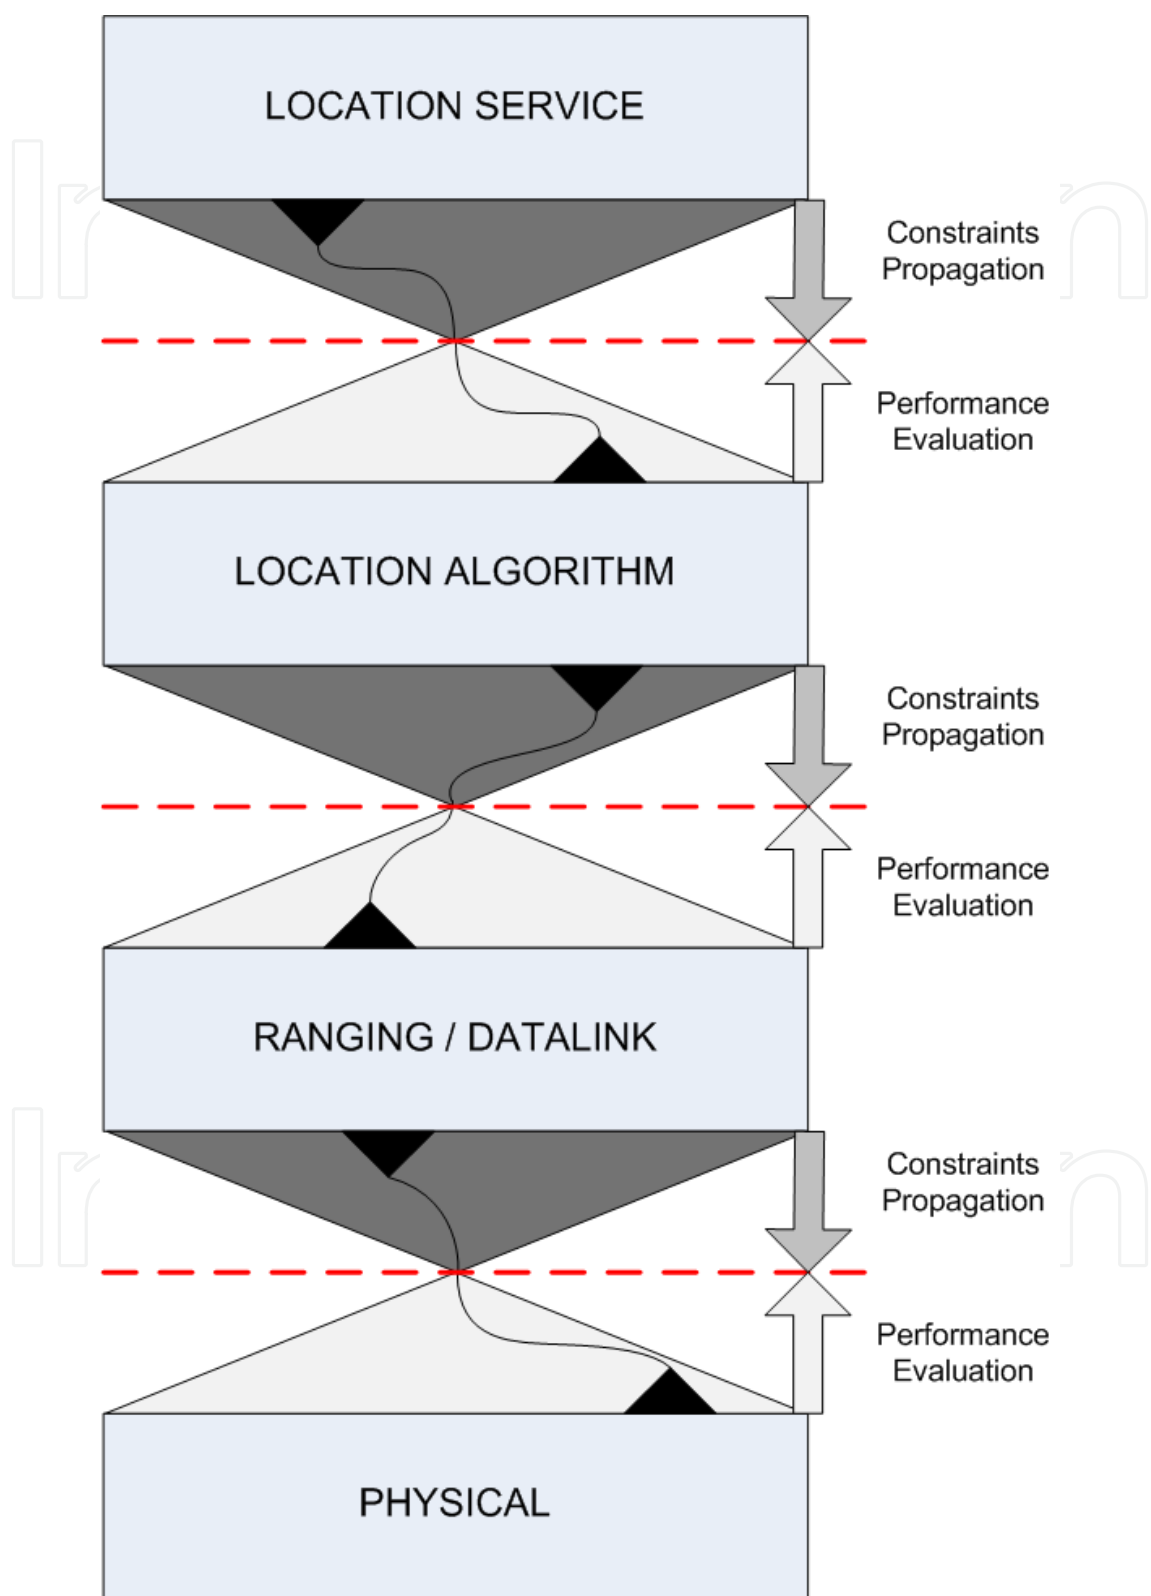 LOCATION SERVICE
Constraints
Propagation
Performance
Evaluation
LOCATION ALGORITHM
Constraints
Propagation
Performance
Evaluation
RANGING / DATALINK
Constraints
Propagation
Performance
Evaluation
PHYSICAL